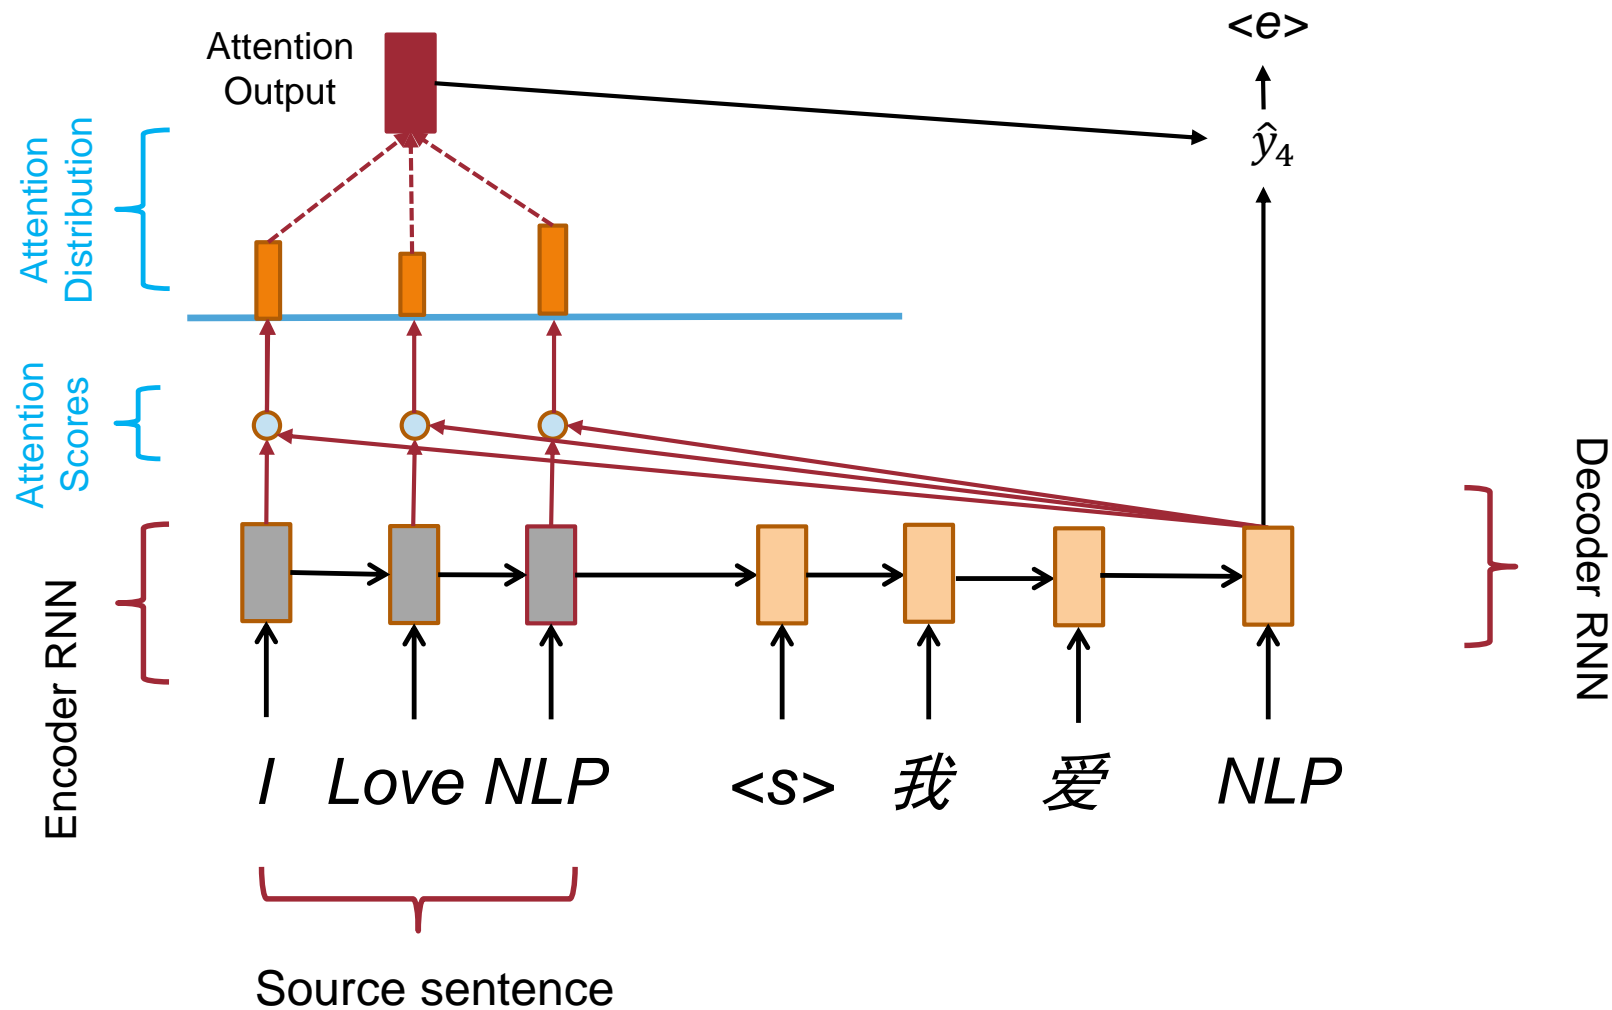 Attention
Output
<e>
ŷ₄
Attention
Distribution
Attention
Scores
Encoder RNN
Decoder RNN
I Love NLP <s> 我 爱 NLP
Source sentence